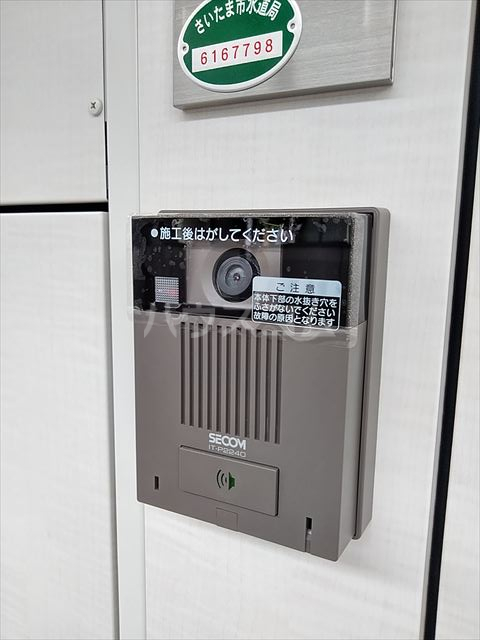 さいたま市水道局
6167798
●施工後はがしてください
ご注意
本体下部の水抜き穴を
ふさがないでください
故障の原因となります
SECOM
IT-P2240